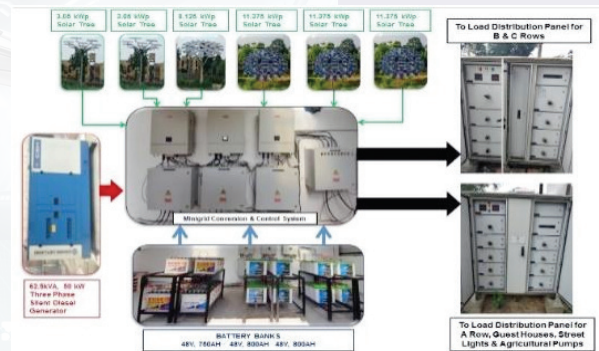 3.05 kWp
Solar Tree
3.05 kWp
Solar Tree
6.125 kWp
Solar Tree
11.375 kWp
Solar Tree
11.375 kWp
Solar Tree
11.375 kWp
Solar Tree
To Load Distribution Panel for
B & C Rows
Minigrid Conversion & Control System
62.5kVA, 50 kW
Three Phase
Silent Diesel
Generator
BATTERY BANKS
48V, 750AH 48V, 800AH 48V, 800AH
To Load Distribution Panel for
A Row, Guest Houses, Street
Lights & Agricultural Pumps